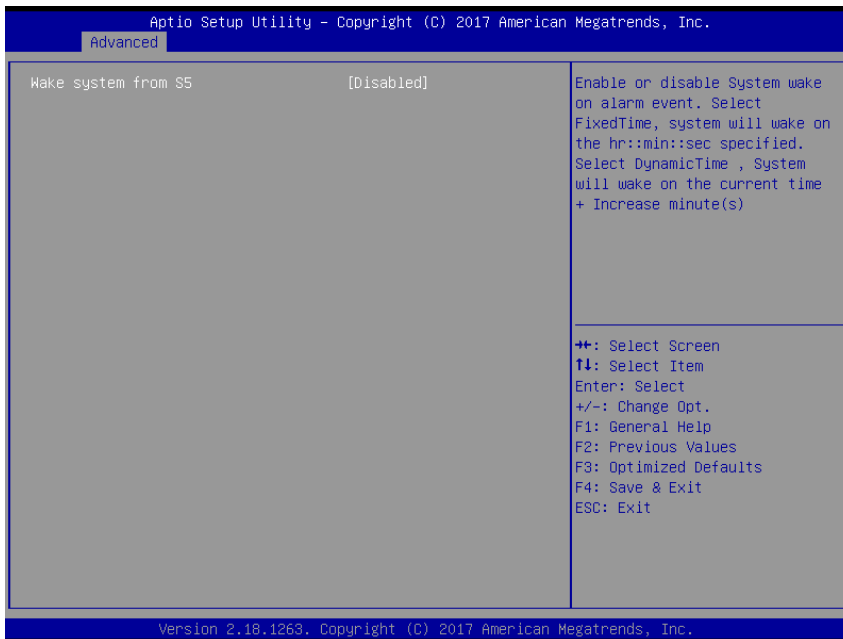 Aptio Setup Utility – Copyright (C) 2017 American Megatrends, Inc.
Advanced
Wake system from S5 [Disabled]
Enable or disable System wake
on alarm event. Select
FixedTime, system will wake on
the hr::min::sec specified.
Select DynamicTime , System
will wake on the current time
+ Increase minute(s)
→←: Select Screen
↑↓: Select Item
Enter: Select
+/-: Change Opt.
F1: General Help
F2: Previous Values
F3: Optimized Defaults
F4: Save & Exit
ESC: Exit
Version 2.18.1263. Copyright (C) 2017 American Megatrends, Inc.